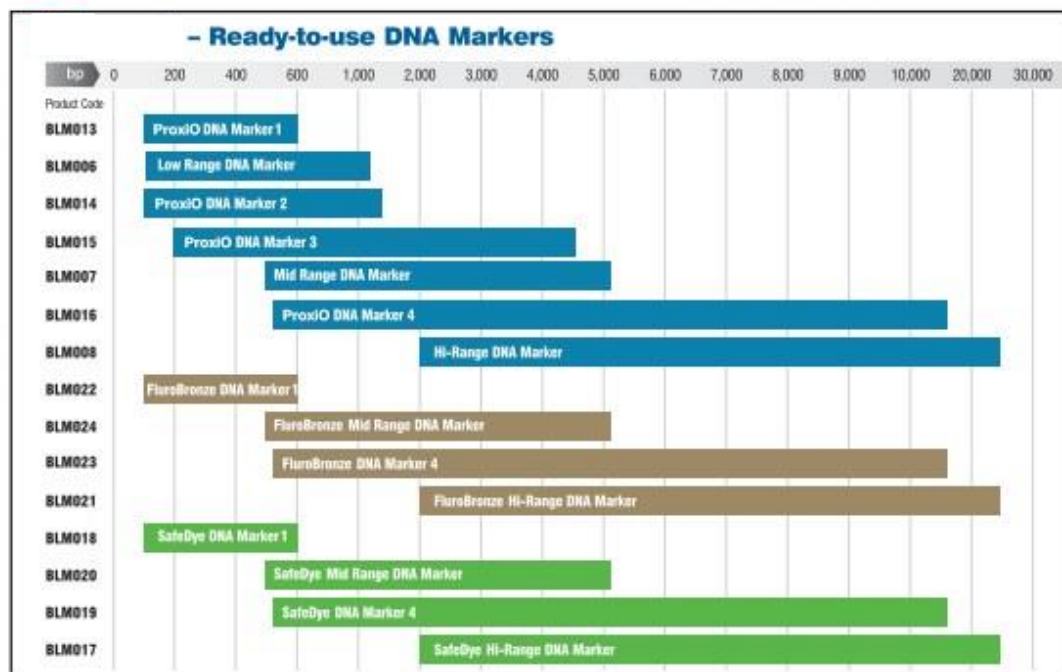 – Ready-to-use DNA Markers
bp 0 200 400 600 1,000 2,000 3,000 4,000 5,000 6,000 7,000 8,000 9,000 10,000 20,000 30,000
Product Code
BLM013 ProxIO DNA Marker 1
BLM006 Low Range DNA Marker
BLM014 ProxIO DNA Marker 2
BLM015 ProxIO DNA Marker 3
BLM007 Mid Range DNA Marker
BLM016 ProxIO DNA Marker 4
BLM008 Hi-Range DNA Marker
BLM022 FluroBronze DNA Marker 1
BLM024 FluroBronze Mid Range DNA Marker
BLM023 FluroBronze DNA Marker 4
BLM021 FluroBronze Hi-Range DNA Marker
BLM018 SafeDye DNA Marker 1
BLM020 SafeDye Mid Range DNA Marker
BLM019 SafeDye DNA Marker 4
BLM017 SafeDye Hi-Range DNA Marker